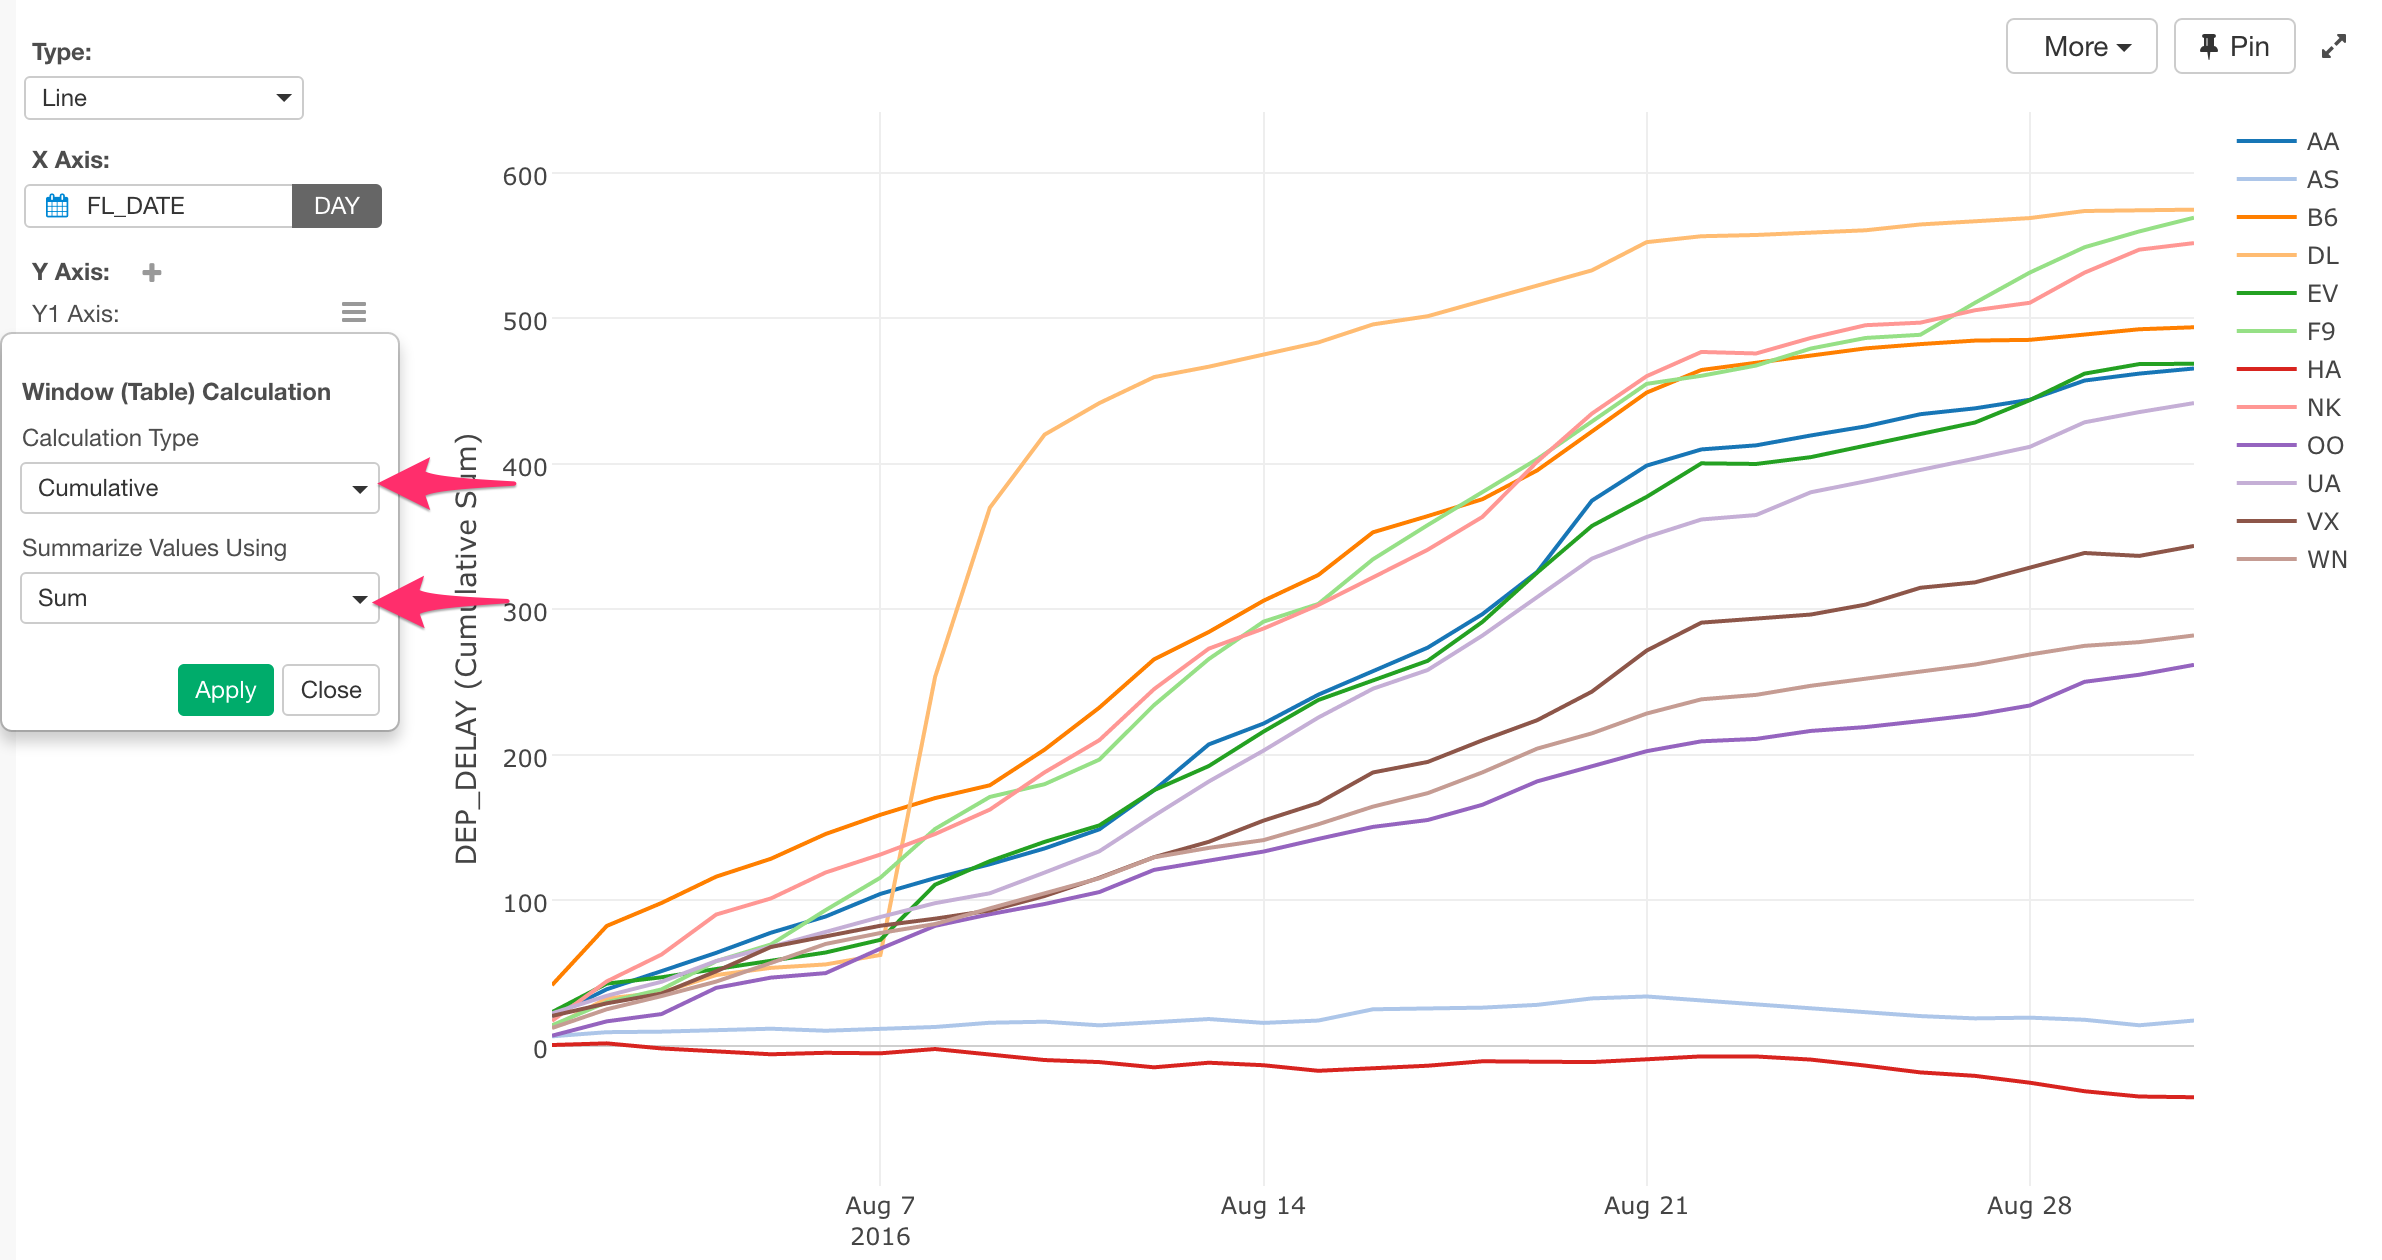 Type:
Line
X Axis:
FL_DATE DAY
Y Axis:
Y1 Axis:
Window (Table) Calculation
Calculation Type
Cumulative
Summarize Values Using
Sum
Apply Close
More Pin
DEP_DELAY (Cumulative Sum)
600
500
400
300
200
100
0
Aug 7
2016
Aug 14
Aug 21
Aug 28
AA
AS
B6
DL
EV
F9
HA
NK
OO
UA
VX
WN